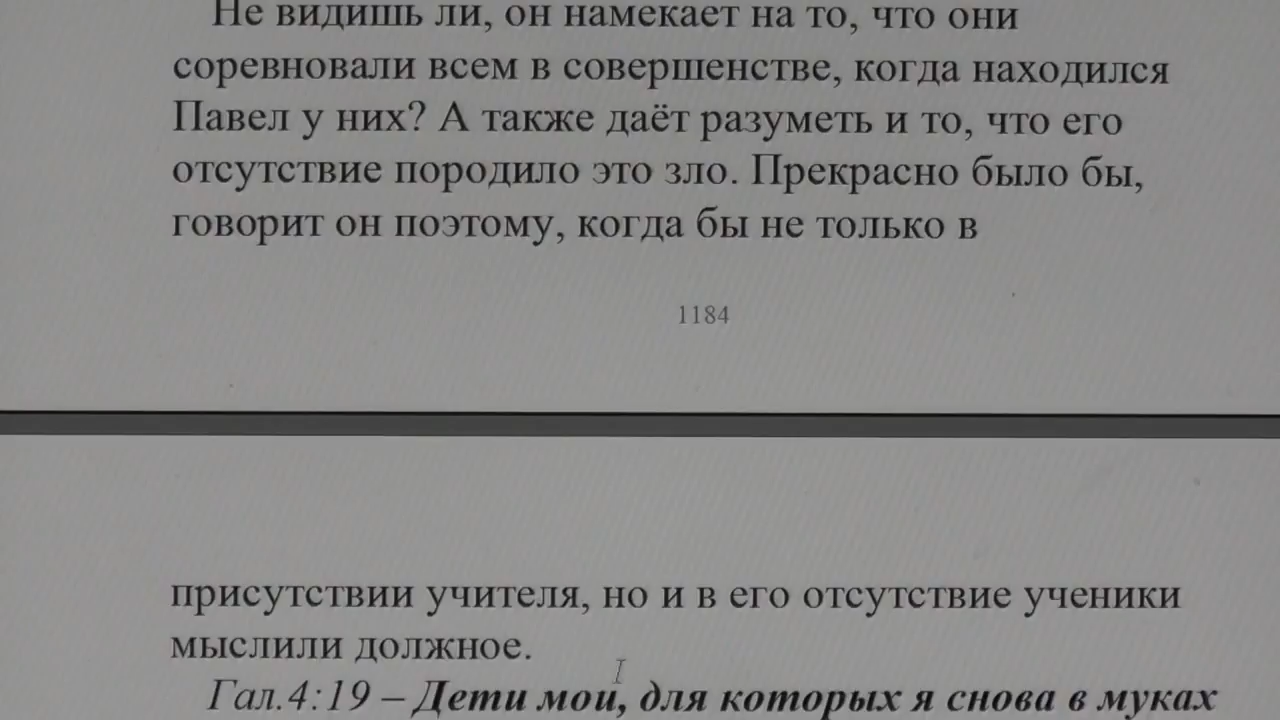 Не видишь ли, он намекает на то, что они
соревновали всем в совершенстве, когда находился
Павел у них? А также даёт разуметь и то, что его
отсутствие породило это зло. Прекрасно было бы,
говорит он поэтому, когда бы не только в
1184
присутствии учителя, но и в его отсутствие ученики
мыслили должное.
Гал.4:19 – Дети мои, для которых я снова в муках